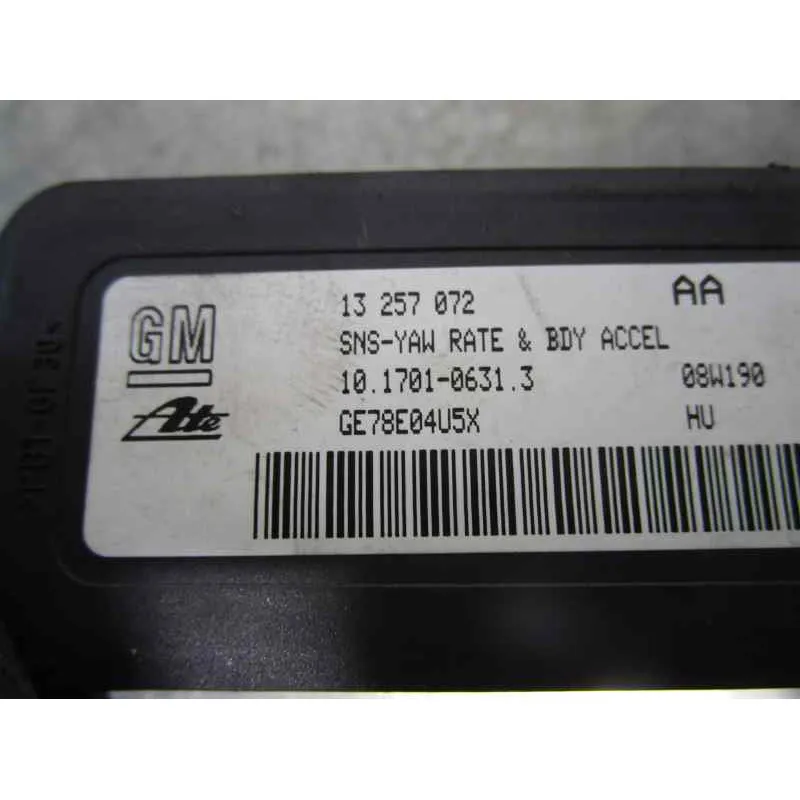 GM
Ate
13 257 072 AA
SNS-YAW RATE & BDY ACCEL
10.1701-0631.3 08W190
GE78E04U5X HU